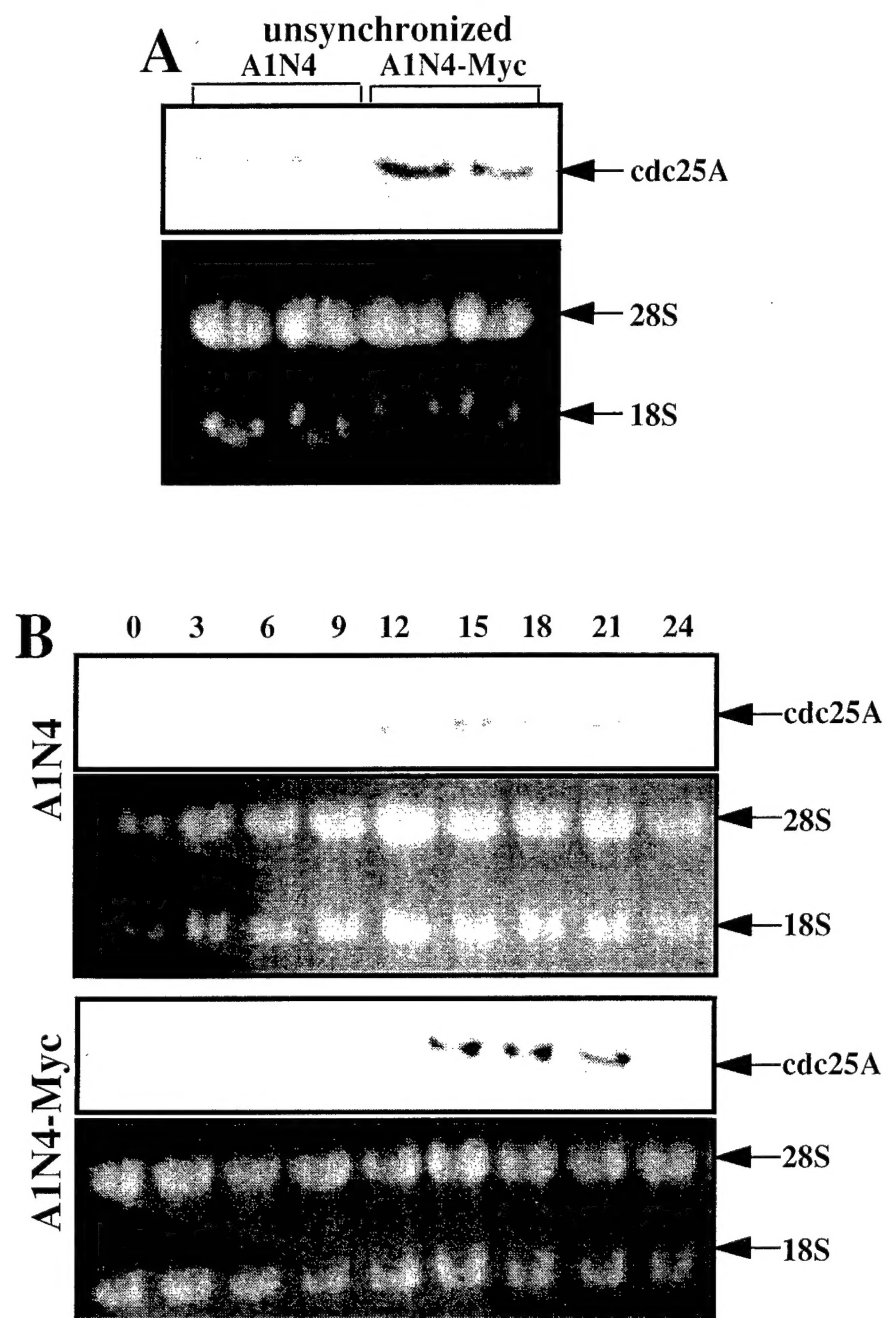 A
unsynchronized
A1N4 A1N4-Myc
cdc25A
28S
18S
B
0 3 6 9 12 15 18 21 24
A1N4
cdc25A
28S
18S
A1N4-Myc
cdc25A
28S
18S